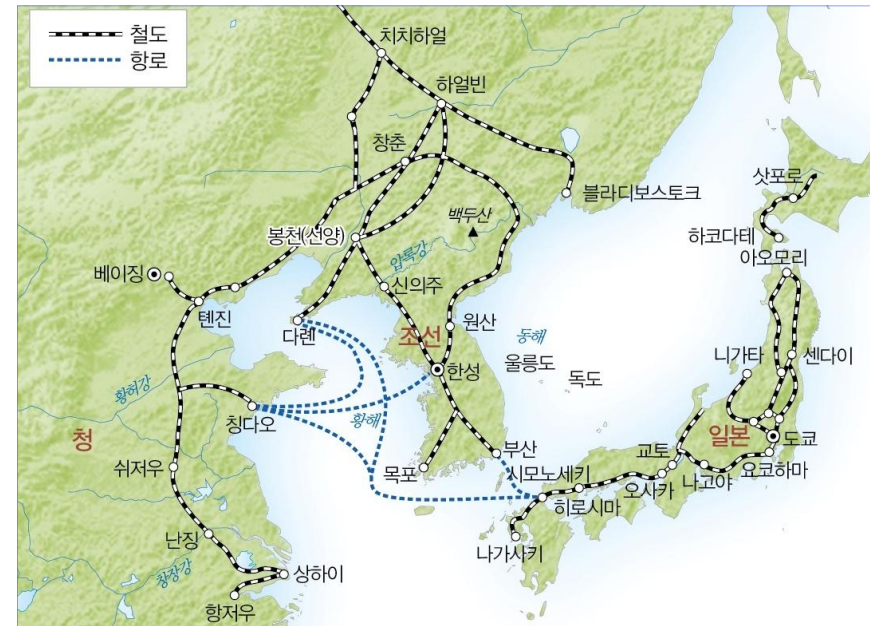 철도
항로
치치하얼
하얼빈
창춘
블라디보스토크
삿포로
백두산
봉천(선양)
하코다테
압록강
아오모리
베이징
신의주
톈진
다롄
조선
원산
동해
울릉도
독도
니가타
센다이
한성
황허강
칭다오
황해
청
일본
도쿄
쉬저우
목포
부산
시모노세키
교토
오사카
나고야
요코하마
히로시마
난징
나가사키
창장강
상하이
항저우